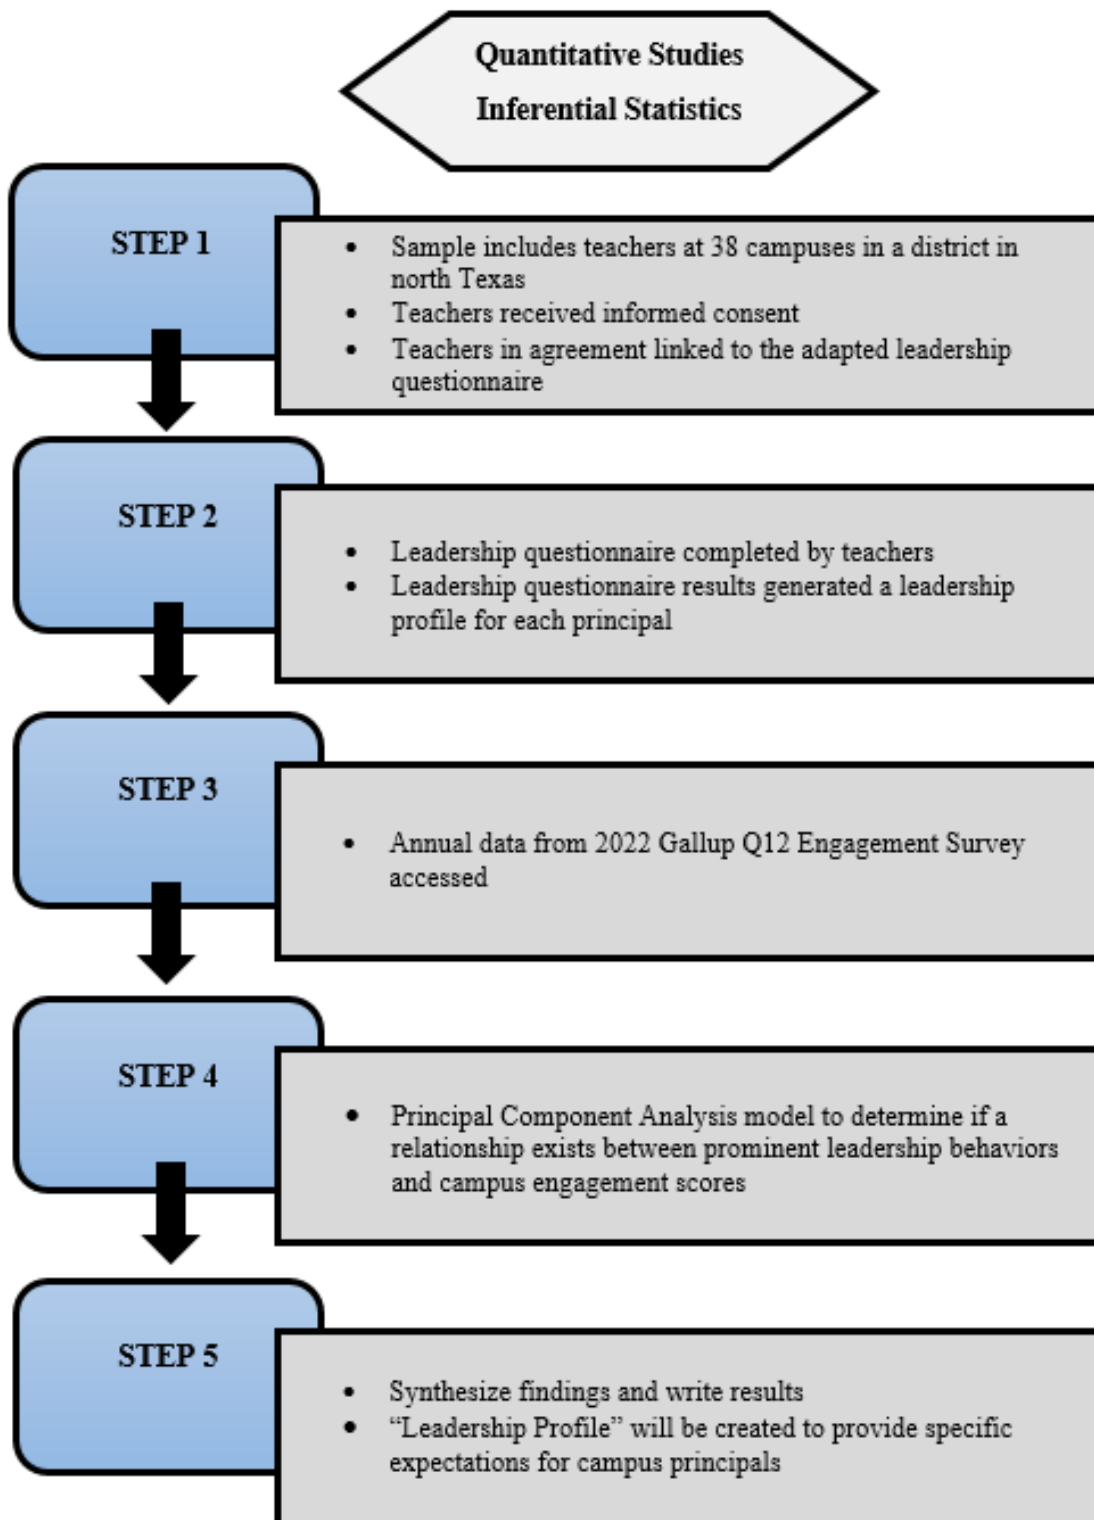 Quantitative Studies
Inferential Statistics
STEP 1
• Sample includes teachers at 38 campuses in a district in
north Texas
• Teachers received informed consent
• Teachers in agreement linked to the adapted leadership
questionnaire
STEP 2
• Leadership questionnaire completed by teachers
• Leadership questionnaire results generated a leadership
profile for each principal
STEP 3
• Annual data from 2022 Gallup Q12 Engagement Survey
accessed
STEP 4
• Principal Component Analysis model to determine if a
relationship exists between prominent leadership behaviors
and campus engagement scores
STEP 5
• Synthesize findings and write results
• “Leadership Profile” will be created to provide specific
expectations for campus principals